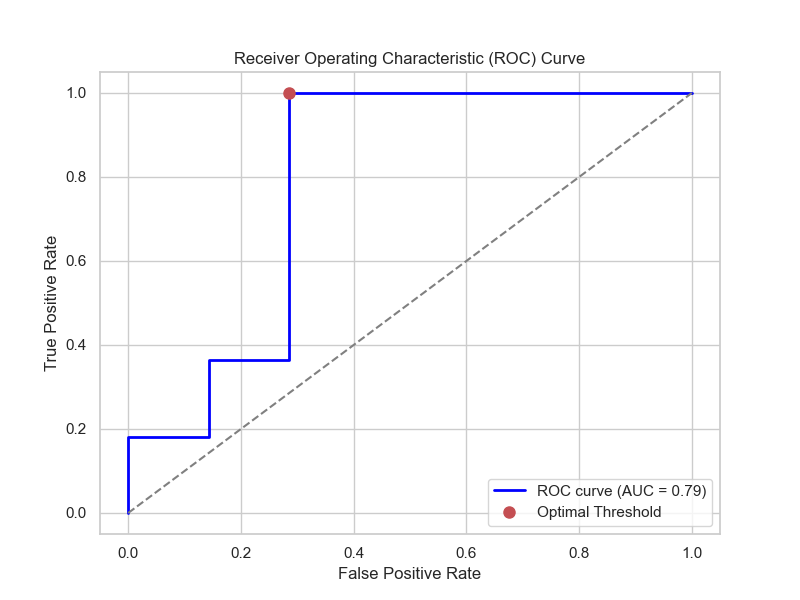 Receiver Operating Characteristic (ROC) Curve
True Positive Rate
1.0
0.8
0.6
0.4
0.2
0.0
0.0 0.2 0.4 0.6 0.8 1.0
False Positive Rate
ROC curve (AUC = 0.79)
Optimal Threshold